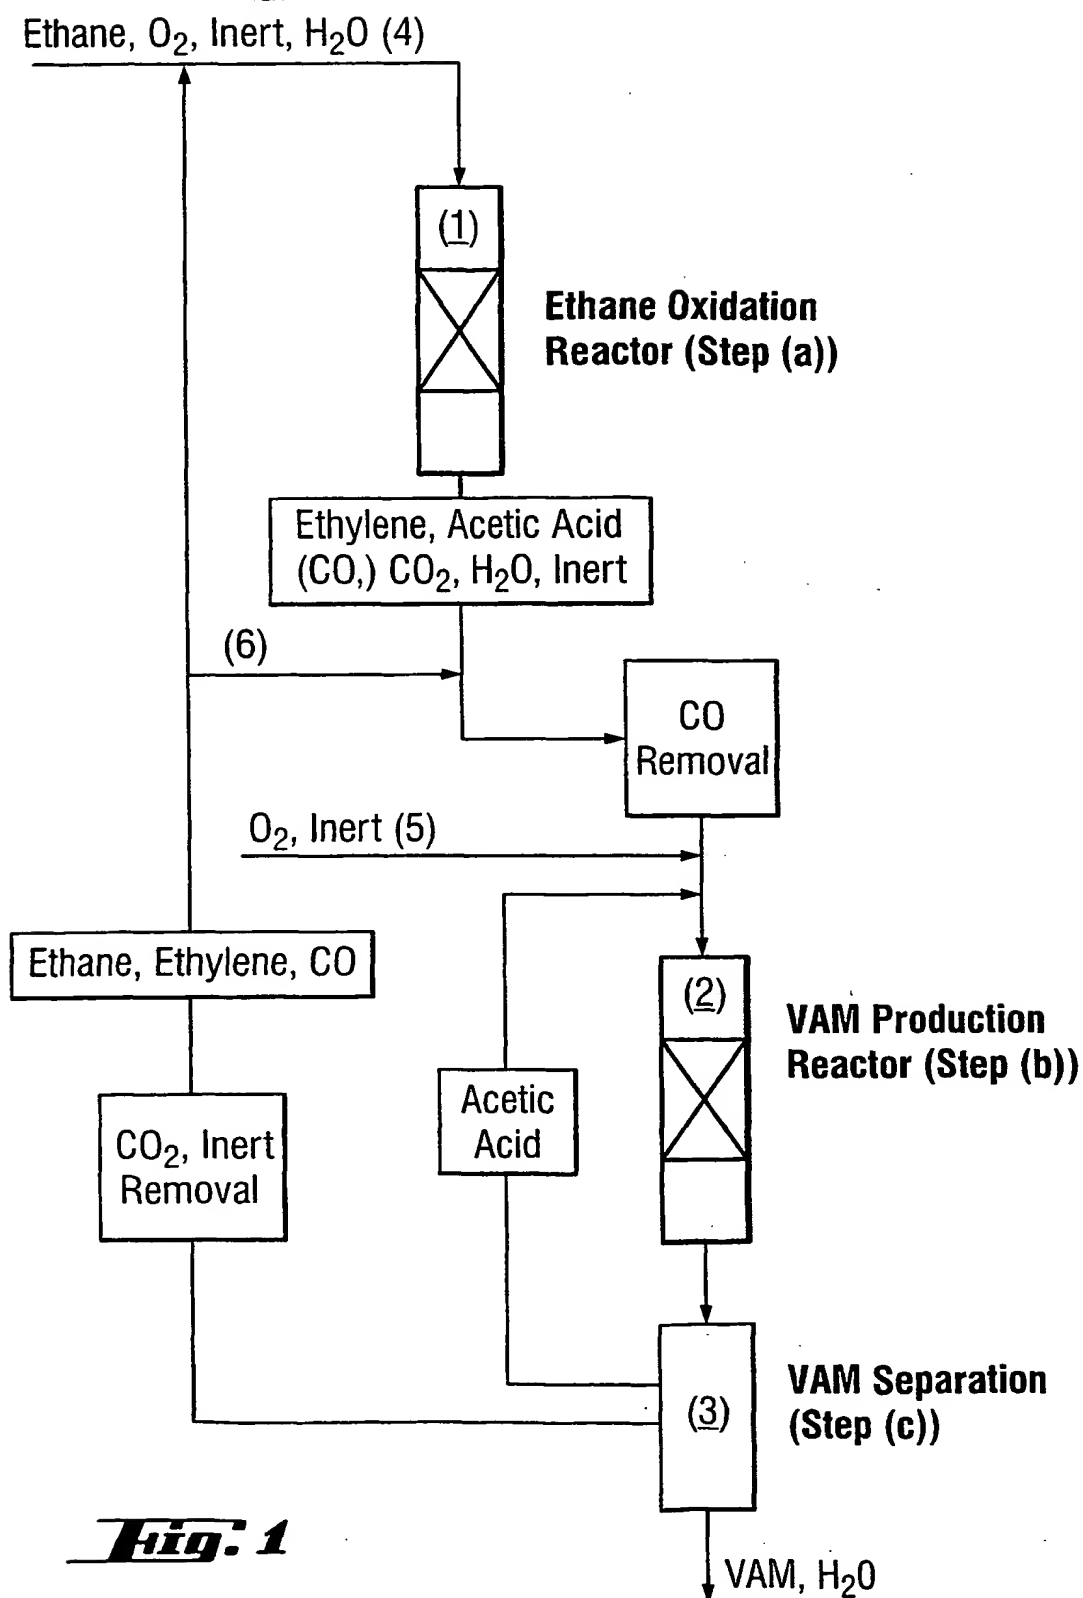 Ethane, O₂, Inert, H₂O (4)
(1)
Ethane Oxidation
Reactor (Step (a))
Ethylene, Acetic Acid
(CO,) CO₂, H₂O, Inert
(6)
CO
Removal
O₂, Inert (5)
Ethane, Ethylene, CO
(2)
VAM Production
Reactor (Step (b))
Acetic
Acid
CO₂, Inert
Removal
VAM Separation
(Step (c))
(3)
Fig. 1
VAM, H₂O